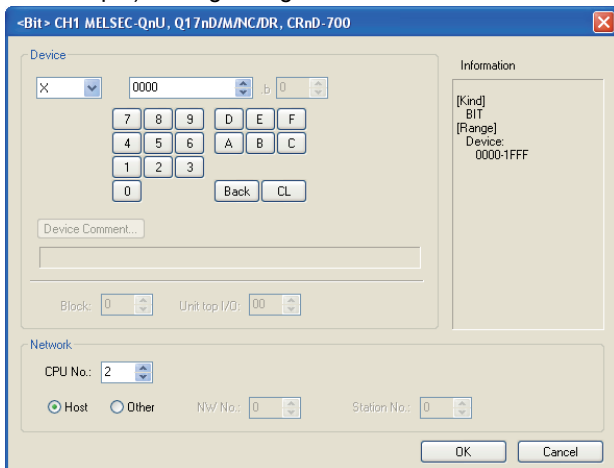 <Bit> CH1 MELSEC-QnU, Q17nD/M/NC/DR, CRnD-700
Device
X 0000 .b 0
7 8 9 D E F
4 5 6 A B C
1 2 3
0 Back CL
Device Comment...
Block: 0 Unit top I/O: 00
Information
[Kind]
BIT
[Range]
Device:
0000-1FFF
Network
CPU No.: 2
Host Other NW No.: 0 Station No.: 0
OK Cancel